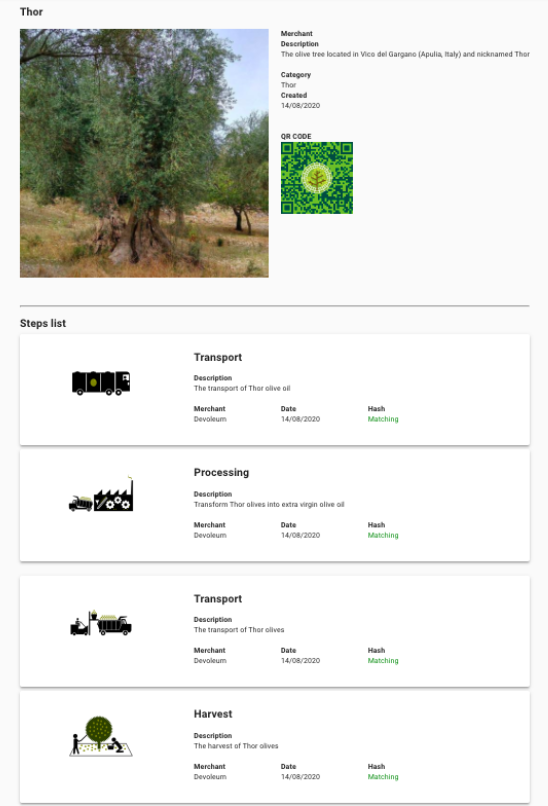 Thor
Merchant
Description
The olive tree located in Vico del Gargano (Apulia, Italy) and nicknamed Thor
Category
Thor
Created
14/08/2020
QR CODE
Steps list
Transport
Description
The transport of Thor olive oil
Merchant Date Hash
Devoleum 14/08/2020 Matching
Processing
Description
Transform Thor olives into extra virgin olive oil
Merchant Date Hash
Devoleum 14/08/2020 Matching
Transport
Description
The transport of Thor olives
Merchant Date Hash
Devoleum 14/08/2020 Matching
Harvest
Description
The harvest of Thor olives
Merchant Date Hash
Devoleum 14/08/2020 Matching